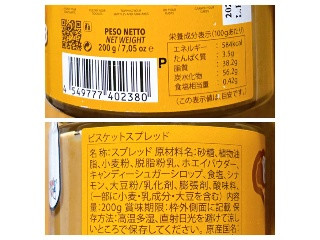 PESO NETTO
NET WEIGHT
200 g / 7,05 oz e
4 549777 402380
P
栄養成分表示(100gあたり)
エネルギー 584kcal
たんぱく質 3.5g
脂質 38.2g
炭水化物 56.2g
食塩相当量 0.42g
(この表示値は目安です。
ビスケットスプレッド
名称:スプレッド 原材料名:砂糖、植物油
脂、小麦粉、脱脂粉乳、ホエイパウダー、
キャンディーシュガーシロップ、食塩、シナ
モン、大豆粉/乳化剤、膨張剤、酸味料、
(一部に小麦・乳成分・大豆を含む)内容
量:200g 賞味期限:枠外側面に記載 保
存方法:高温多湿、直射日光を避けて涼し
いところで保存してください。原産国名